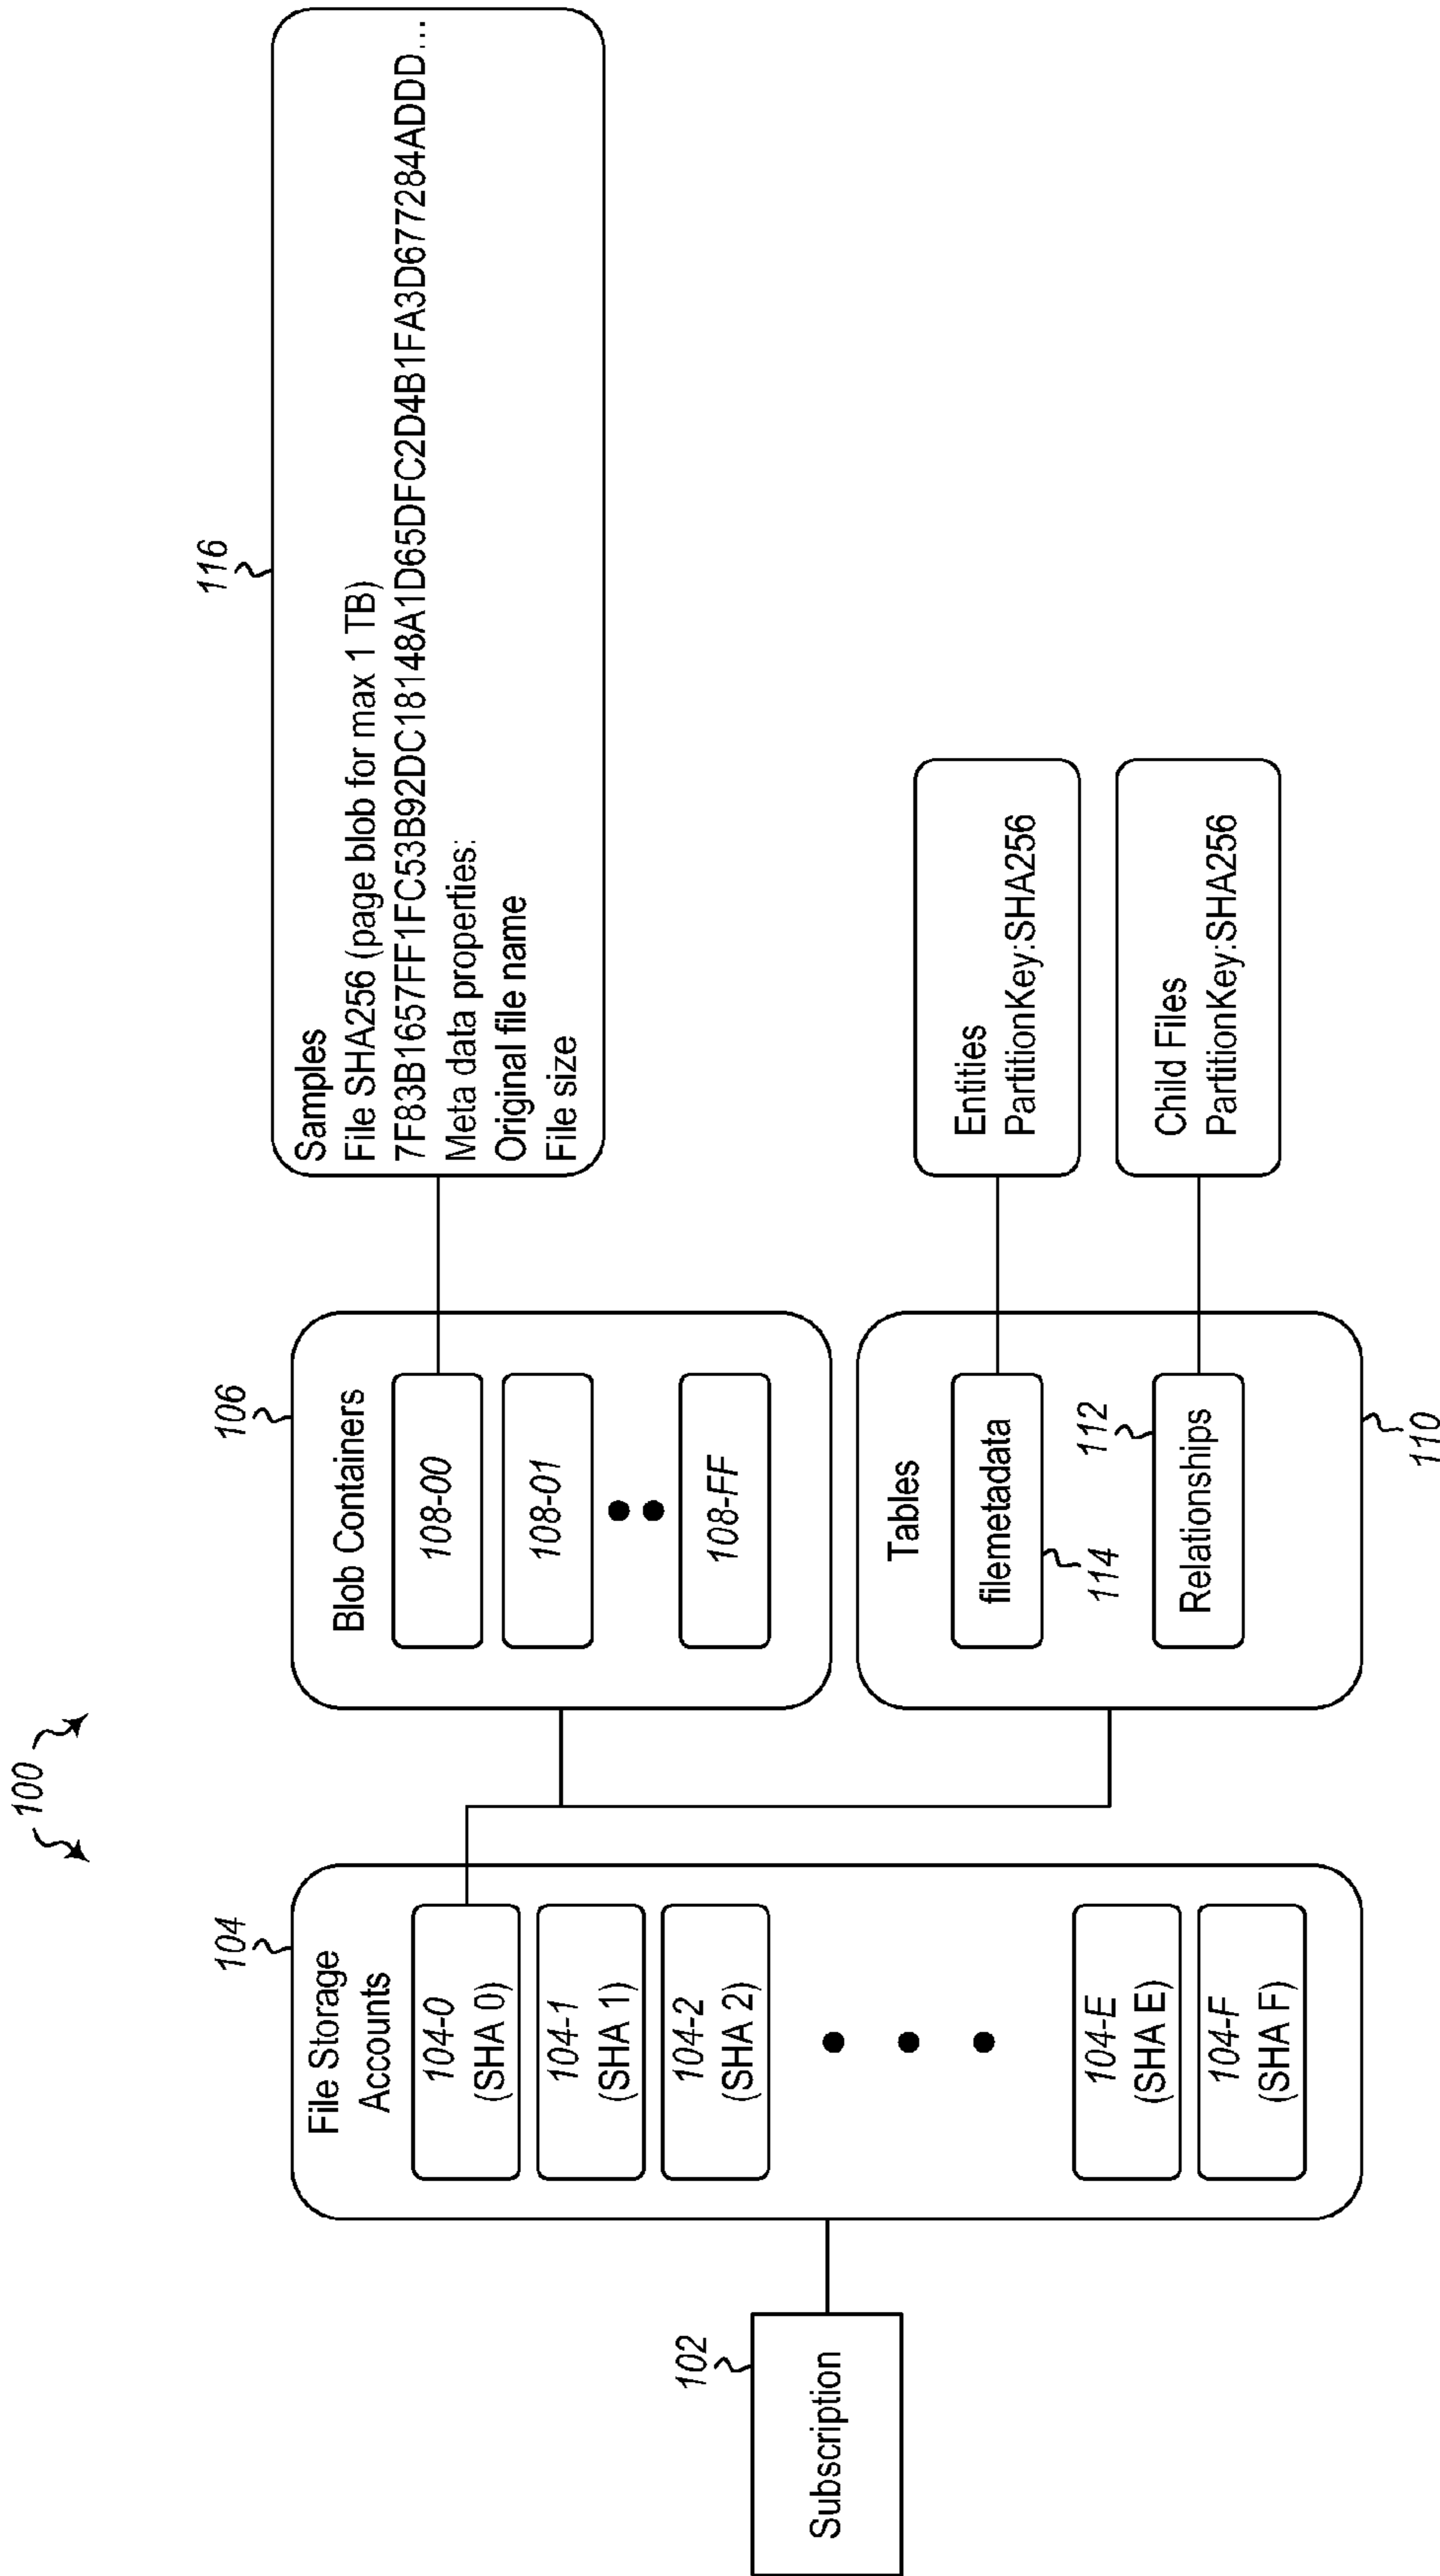 100
102
Subscription
104
File Storage
Accounts
104-0
(SHA 0)
104-1
(SHA 1)
104-2
(SHA 2)
104-E
(SHA E)
104-F
(SHA F)
106
Blob Containers
108-00
108-01
108-FF
Tables
filemetadata
114
112
Relationships
110
116
Samples
File SHA256 (page blob for max 1 TB)
7F83B1657FF1FC53B92DC18148A1D65DFC2D4B1FA3D677284ADDD...
Meta data properties:
Original file name
File size
Entities
PartitionKey:SHA256
Child Files
PartitionKey:SHA256